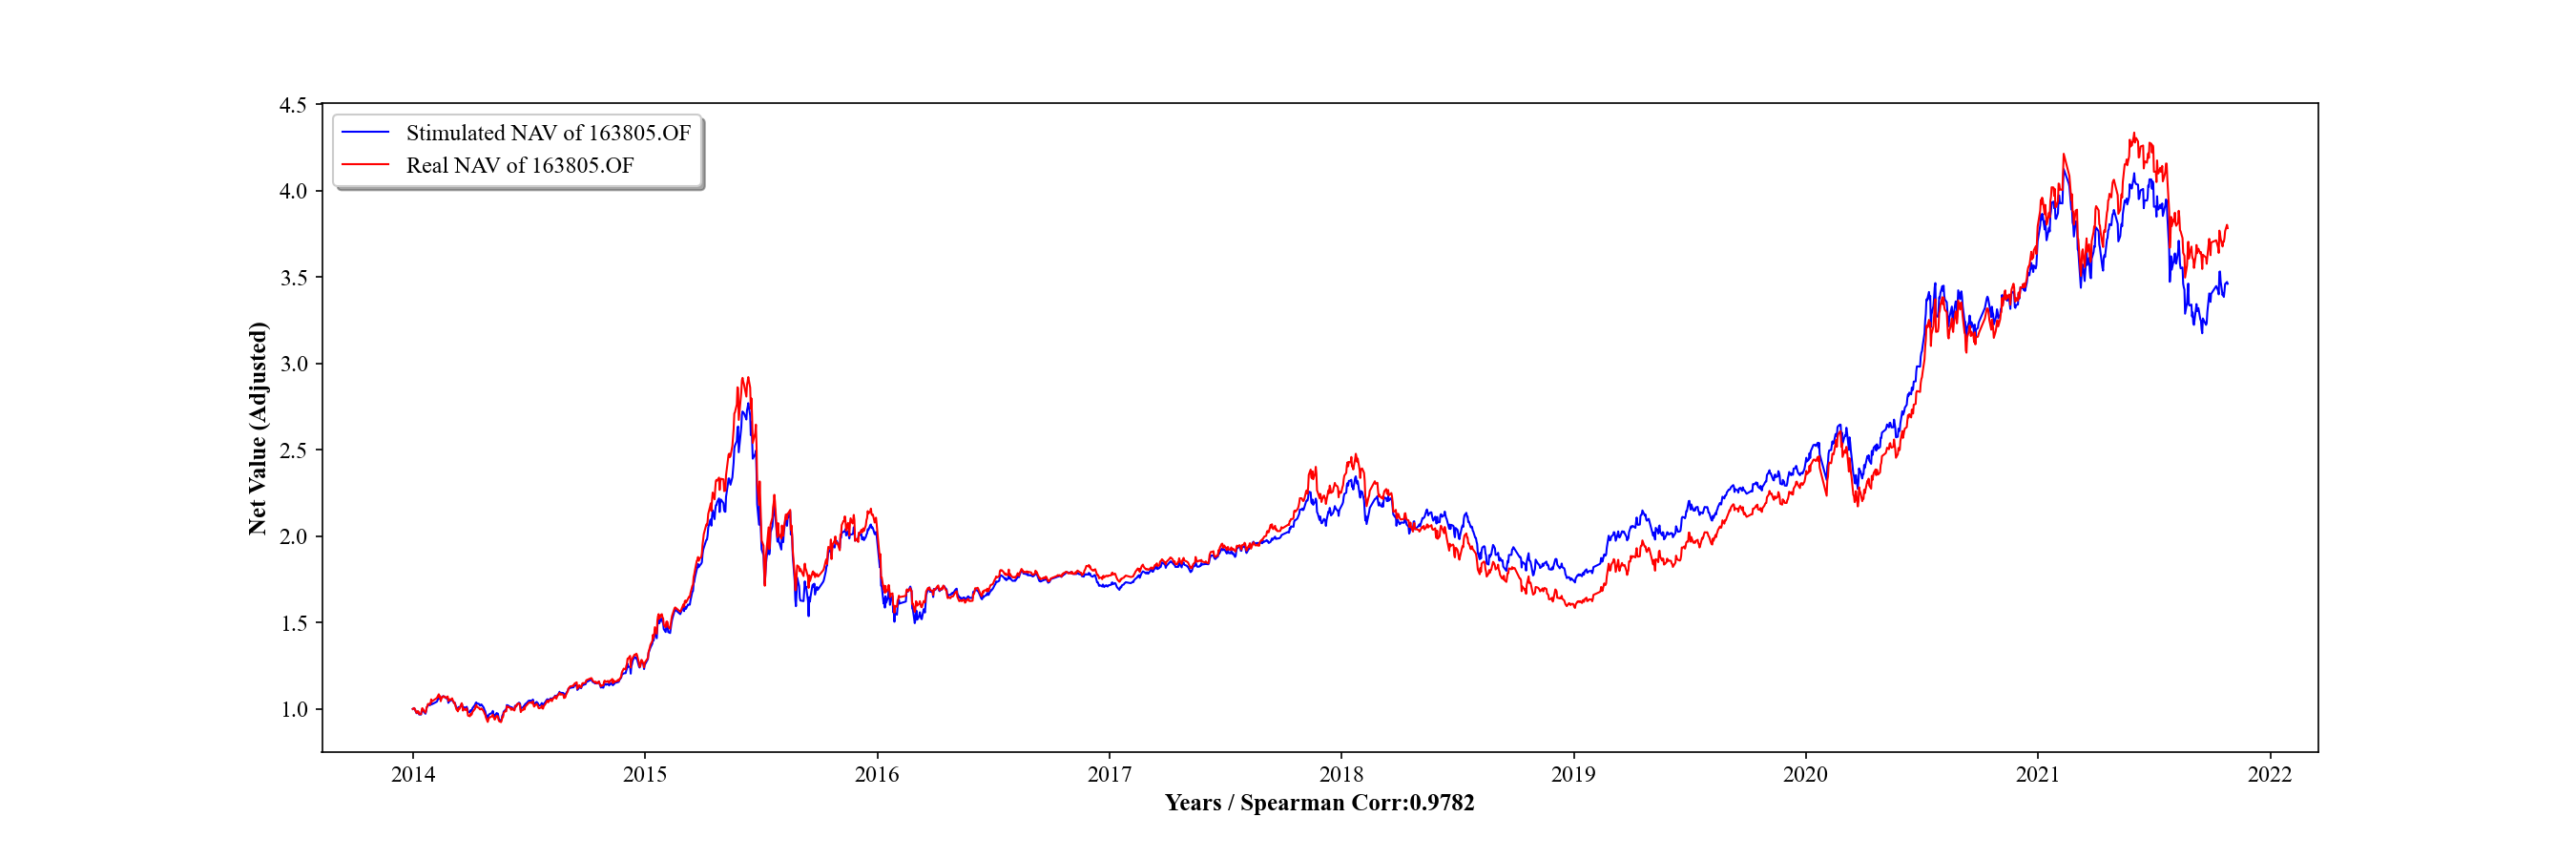 4.5
4.0
3.5
3.0
2.5
2.0
1.5
1.0
Net Value (Adjusted)
Stimulated NAV of 163805.OF
Real NAV of 163805.OF
2014 2015 2016 2017 2018 2019 2020 2021 2022
Years / Spearman Corr:0.9782